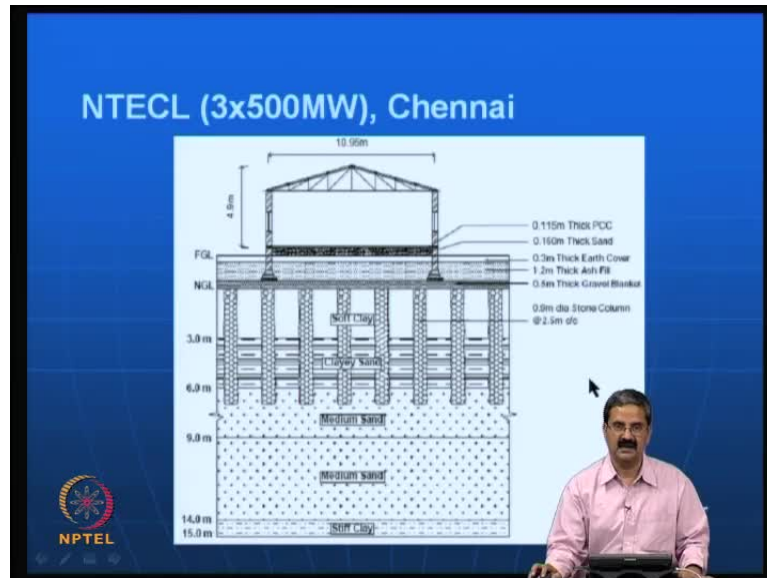 NTECL (3x500MW), Chennai
10.95m
4.9m
0.115m Thick PCC
0.160m Thick Sand
FGL
0.3m Thick Earth Cover
1.2m Thick Ash Fill
NGL
0.5m Thick Gravel Blanket
0.9m dia Stone Column
@2.5m c/c
Soft Clay
3.0 m
Clayey Sand
6.0 m
Medium Sand
9.0 m
Medium Sand
14.0 m
Stiff Clay
15.0 m
NPTEL